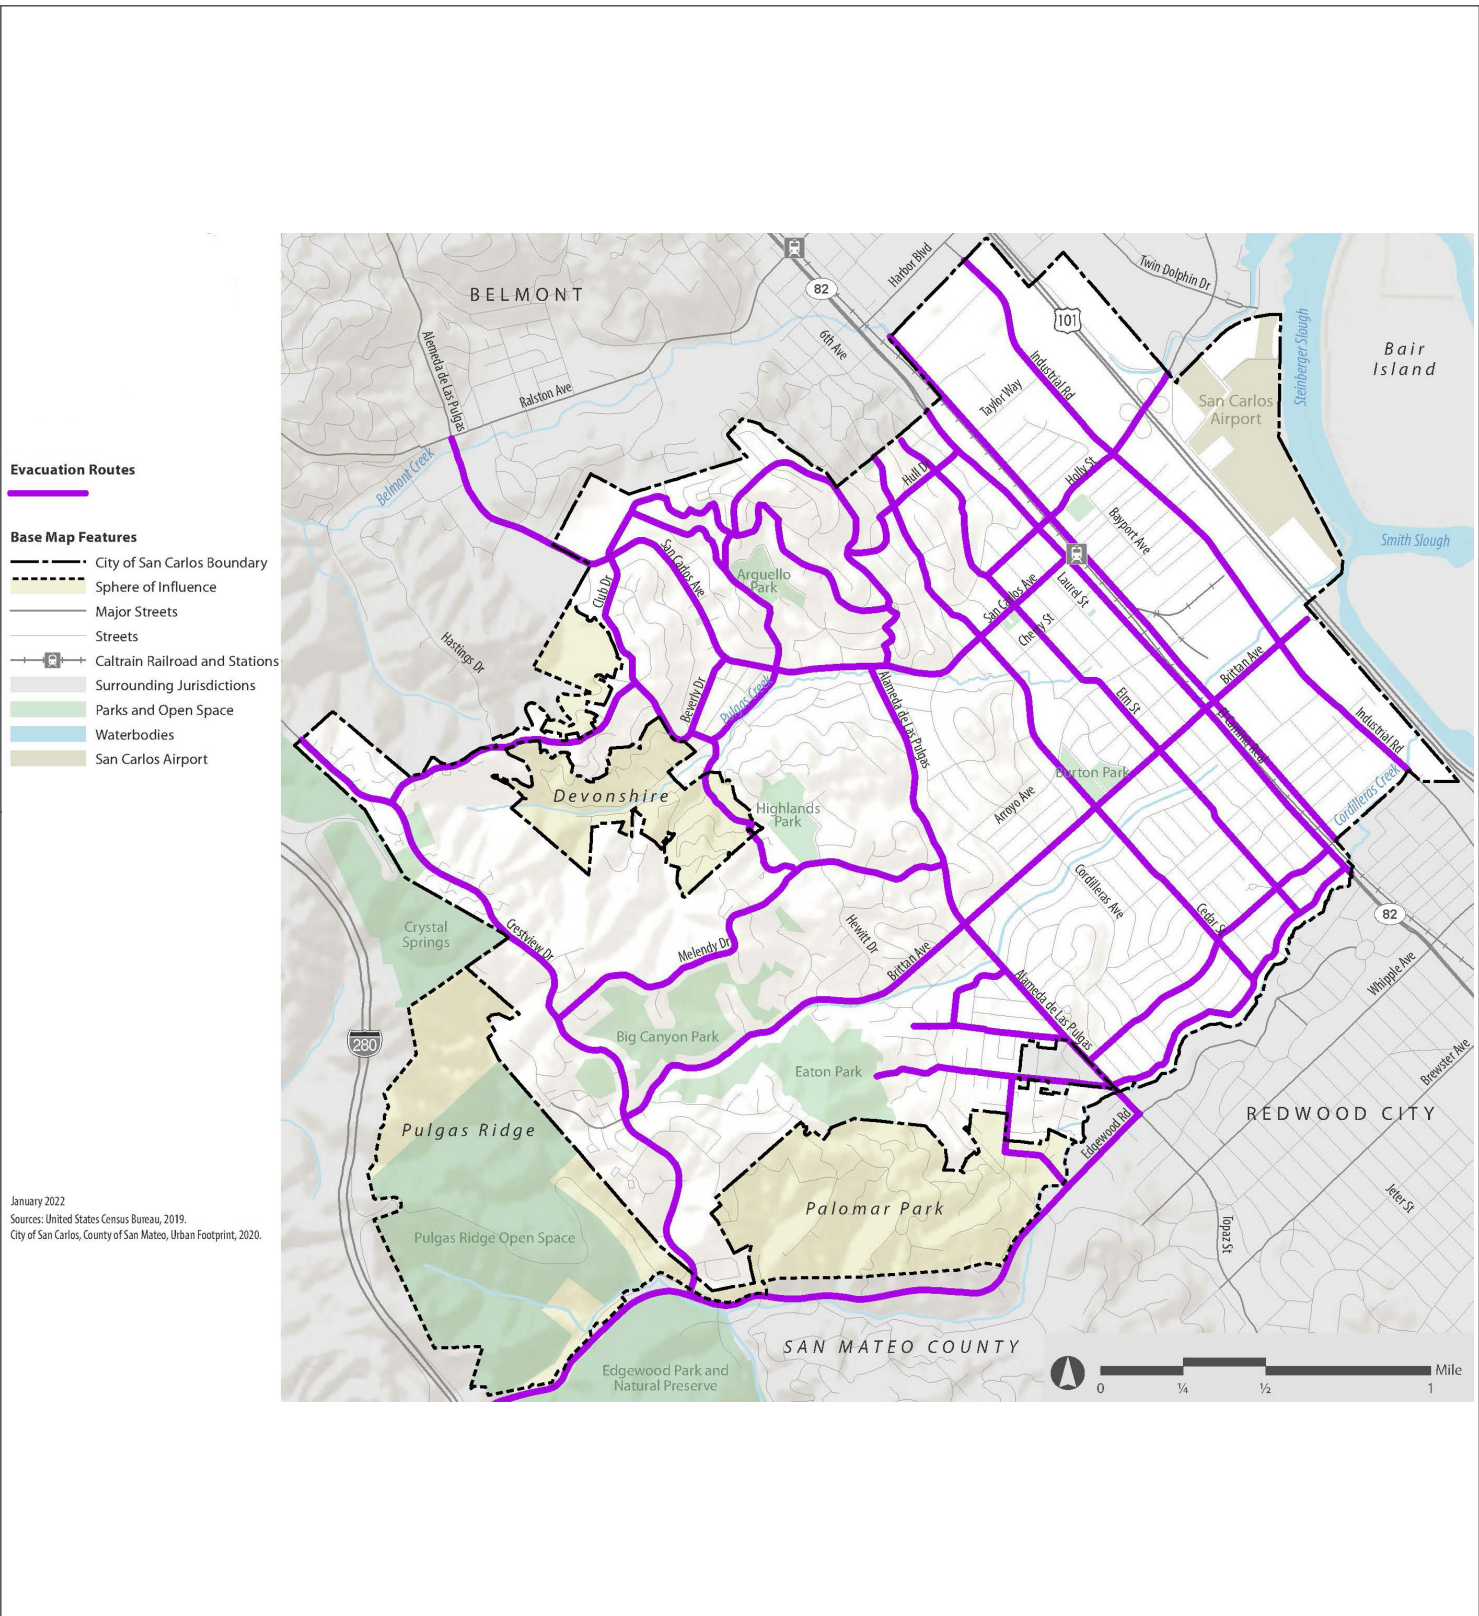 Evacuation Routes
Base Map Features
City of San Carlos Boundary
Sphere of Influence
Major Streets
Streets
Caltrain Railroad and Stations
Surrounding Jurisdictions
Parks and Open Space
Waterbodies
San Carlos Airport
January 2022
Sources: United States Census Bureau, 2019.
City of San Carlos, County of San Mateo, Urban Footprint, 2020.
BELMONT
82
Harbor Blvd
Twin Dolphin Dr
101
6th Ave
Alameda de Las Pulgas
Ralston Ave
Belmont Creek
Steinberger Slough
Bair
Island
Industrial Rd
Taylor Way
San Carlos
Airport
Hull Dr
Holly St
Bayport Ave
Smith Slough
San Carlos Ave
Arguello
Park
Club Dr
Hastings Dr
San Carlos Ave
Laurel St
Cherry St
Beverly Dr
Pulgas Creek
Alameda de Las Pulgas
Elm St
Brittan Ave
El Camino Real
Industrial Rd
Devonshire
Highlands
Park
Burton Park
Arroyo Ave
Cordilleras Creek
Cordilleras Ave
Cedar St
82
Crystal
Springs
Crestview Dr
Melendy Dr
Hewitt Dr
Brittan Ave
Alameda de Las Pulgas
Whipple Ave
280
Big Canyon Park
Eaton Park
Brewster Ave
Pulgas Ridge
Edgewood Rd
REDWOOD CITY
Palomar Park
Jeter St
Topaz St
Pulgas Ridge Open Space
SAN MATEO COUNTY
Edgewood Park and
Natural Preserve
Mile
0 ¼ ½ 1